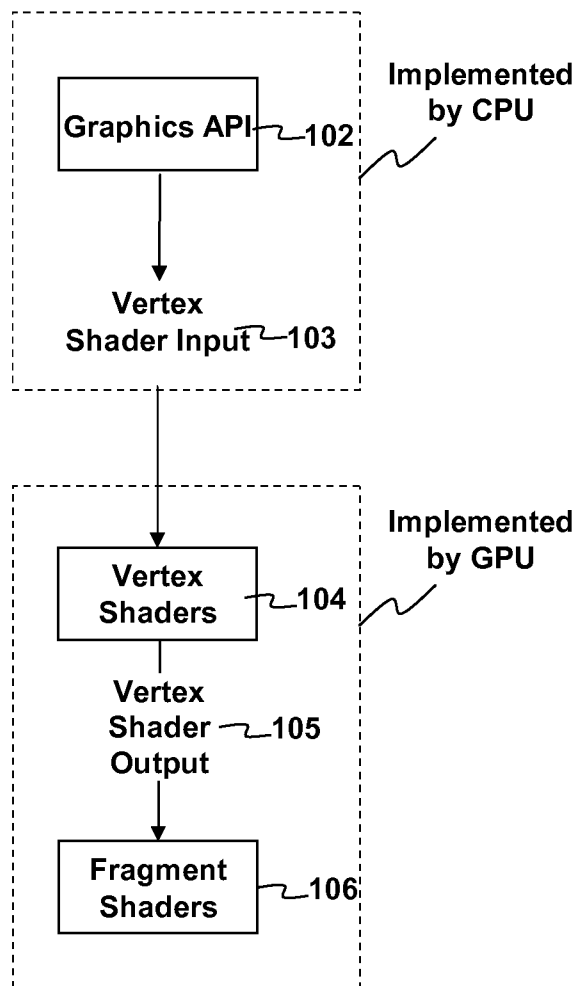 Implemented
by CPU
Graphics API
102
Vertex
Shader Input
103
Implemented
by GPU
Vertex
Shaders
104
Vertex
Shader
Output
105
Fragment
Shaders
106